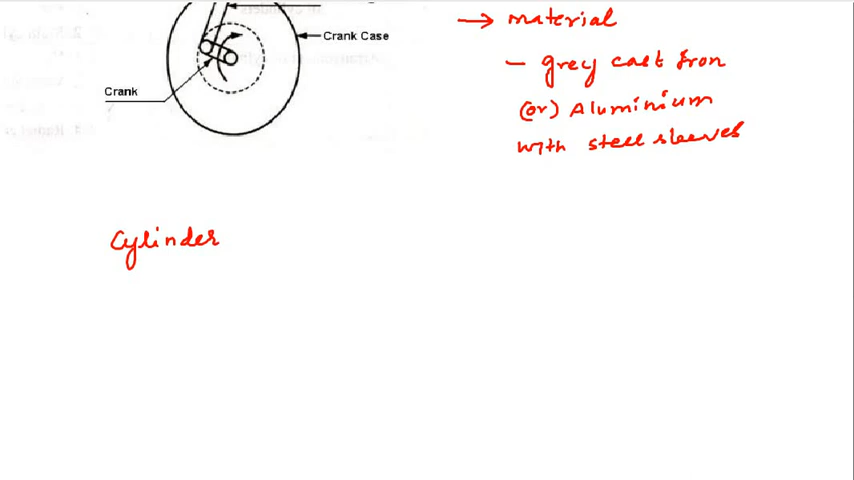 Crank Case
Crank
→ material
- grey cast Iron
(or) Aluminium
with steel sleeves
Cylinder